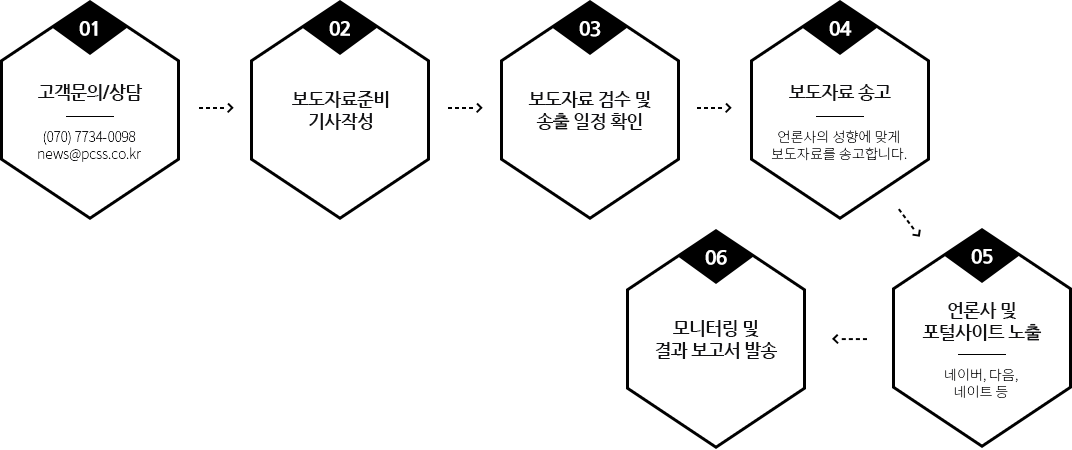 01
고객문의/상담
(070) 7734-0098
news@pcss.co.kr
02
보도자료준비
기사작성
03
보도자료 검수 및
송출 일정 확인
04
보도자료 송고
언론사의 성향에 맞게
보도자료를 송고합니다.
05
언론사 및
포털사이트 노출
네이버, 다음,
네이트 등
06
모니터링 및
결과 보고서 발송